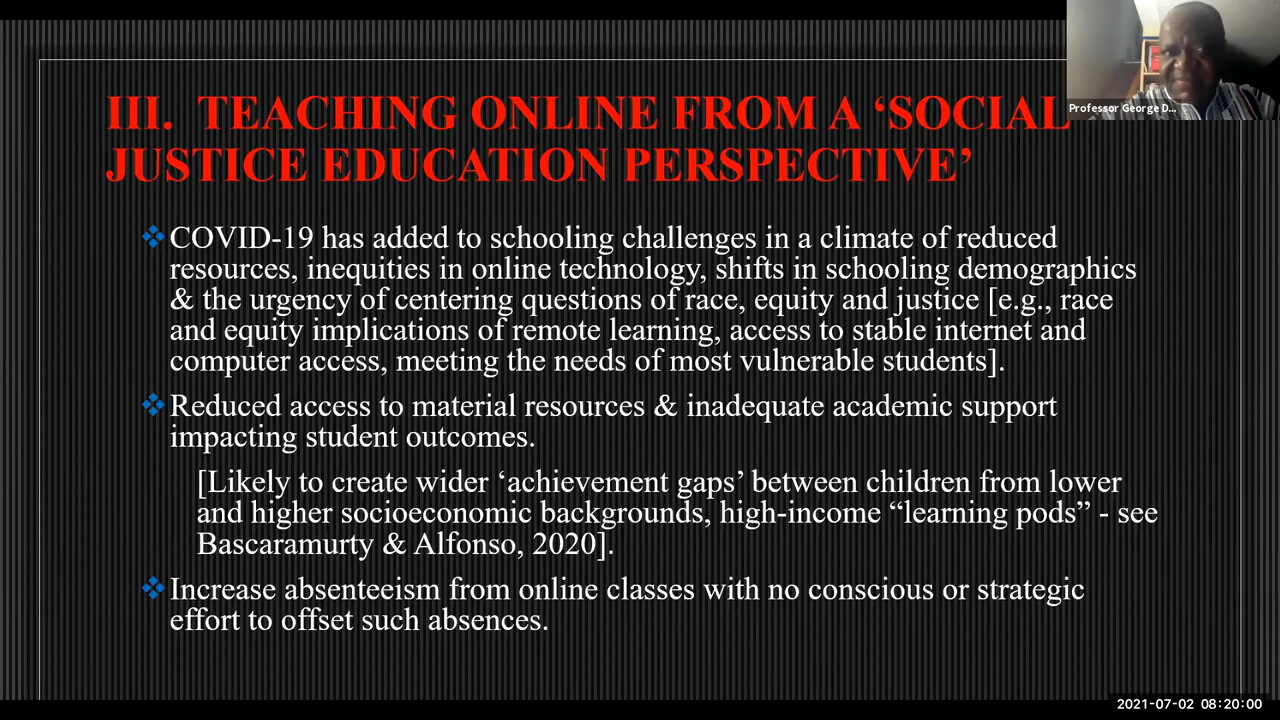 III. TEACHING ONLINE FROM A ‘SOCIAL
JUSTICE EDUCATION PERSPECTIVE’
Professor George D...
COVID-19 has added to schooling challenges in a climate of reduced
resources, inequities in online technology, shifts in schooling demographics
& the urgency of centering questions of race, equity and justice [e.g., race
and equity implications of remote learning, access to stable internet and
computer access, meeting the needs of most vulnerable students].
Reduced access to material resources & inadequate academic support
impacting student outcomes.
[Likely to create wider ‘achievement gaps’ between children from lower
and higher socioeconomic backgrounds, high-income “learning pods” - see
Bascaramurty & Alfonso, 2020].
Increase absenteeism from online classes with no conscious or strategic
effort to offset such absences.
2021-07-02 08:20:00